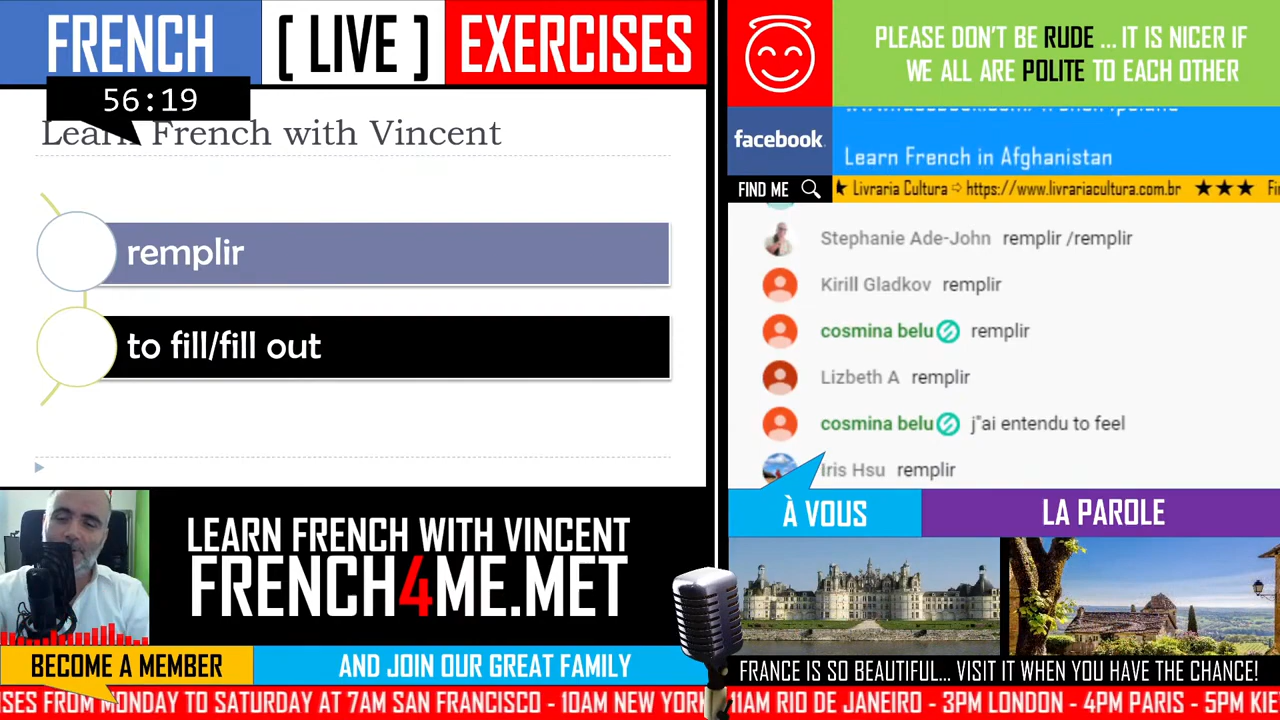 FRENCH
[ LIVE ]
EXERCISES
56:19
Learn French with Vincent
remplir
to fill/fill out
LEARN FRENCH WITH VINCENT
FRENCH4ME.MET
BECOME A MEMBER
AND JOIN OUR GREAT FAMILY
PLEASE DON'T BE RUDE ... IT IS NICER IF
WE ALL ARE POLITE TO EACH OTHER
facebook.
Learn French in Afghanistan
FIND ME
★ Livraria Cultura ⇨ https://www.livrariacultura.com.br ★★★ Fi
Stephanie Ade-John remplir /remplir
Kirill Gladkov remplir
cosmina belu remplir
Lizbeth A remplir
cosmina belu j"ai entendu to feel
Iris Hsu remplir
À VOUS
LA PAROLE
FRANCE IS SO BEAUTIFUL... VISIT IT WHEN YOU HAVE THE CHANCE!
SES FROM MONDAY TO SATURDAY AT 7AM SAN FRANCISCO - 10AM NEW YORK 11AM RIO DE JANEIRO - 3PM LONDON - 4PM PARIS - 5PM KIE